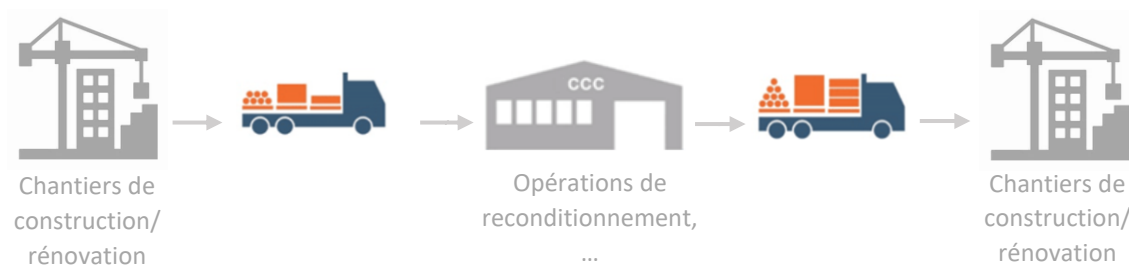 CCC
Chantiers de
construction/
rénovation
Opérations de
reconditionnement,
...
Chantiers de
construction/
rénovation